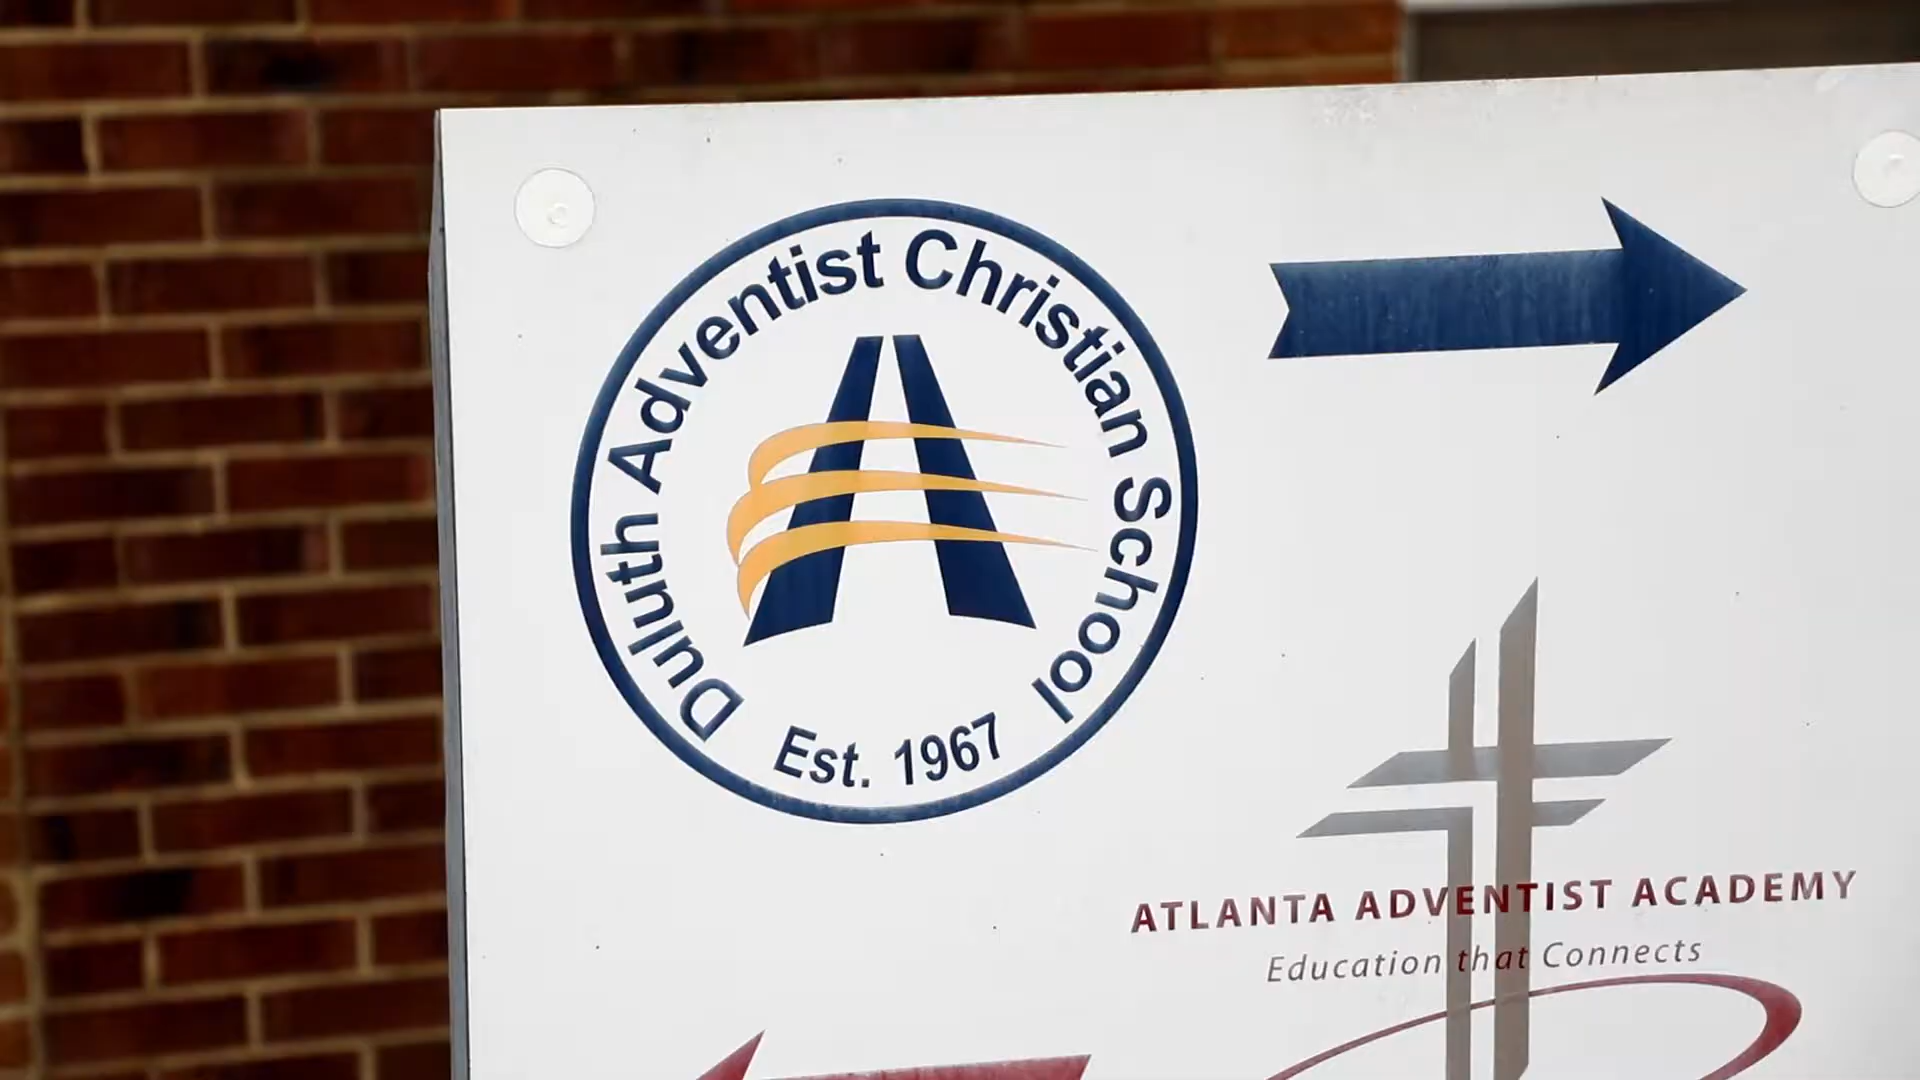 Duluth Adventist Christian School
Est. 1967
ATLANTA ADVENTIST ACADEMY
Education that Connects